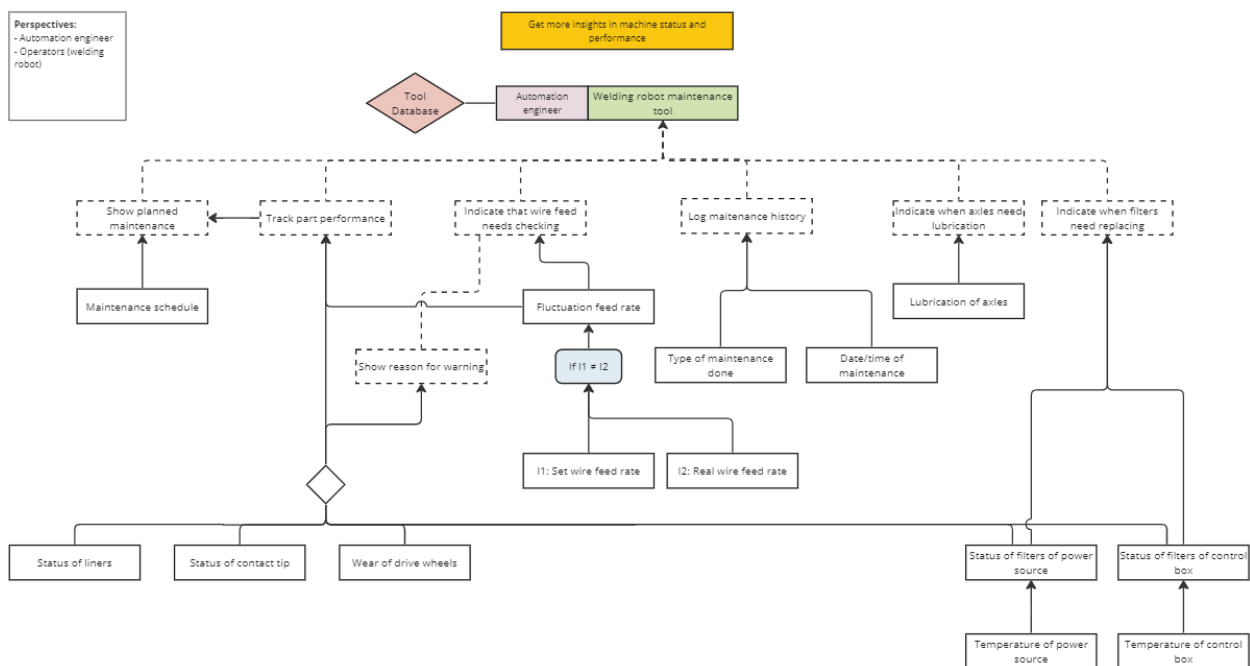 Perspectives:
- Automation engineer
- Operators (welding
robot)
Get more insights in machine status and
performance
Tool
Database
Automation
engineer
Welding robot maintenance
tool
Show planned
maintenance
Track part performance
Indicate that wire feed
needs checking
Log maitenance history
Indicate when axles need
lubrication
Indicate when filters
need replacing
Maintenance schedule
Fluctuation feed rate
Lubrication of axles
Show reason for warning
If I1 ≠ I2
Type of maintenance
done
Date/time of
maintenance
I1: Set wire feed rate
I2: Real wire feed rate
Status of liners
Status of contact tip
Wear of drive wheels
Status of filters of power
source
Status of filters of control
box
Temperature of power
source
Temperature of control
box